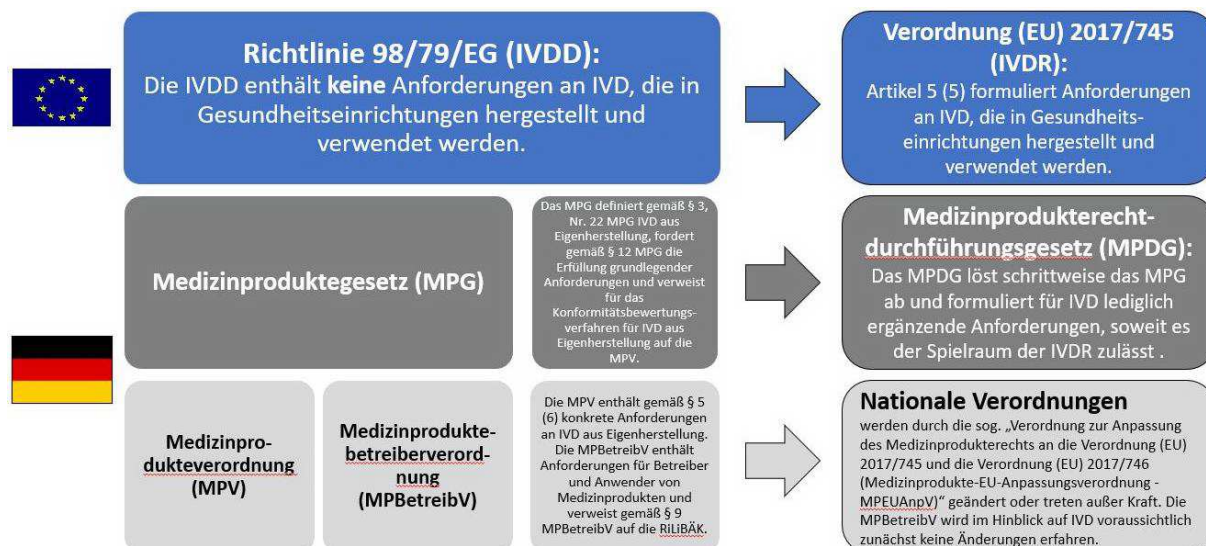 Richtlinie 98/79/EG (IVDD):
Die IVDD enthält keine Anforderungen an IVD, die in
Gesundheitseinrichtungen hergestellt und
verwendet werden.
Verordnung (EU) 2017/745
(IVDR):
Artikel 5 (5) formuliert Anforderungen
an IVD, die in Gesundheits-
einrichtungen hergestellt und
verwendet werden.
Medizinproduktegesetz (MPG)
Das MPG definiert gemäß § 3,
Nr. 22 MPG IVD aus
Eigenherstellung, fordert
gemäß § 12 MPG die
Erfüllung grundlegender
Anforderungen und verweist
für das
Konformitätsbewertungs-
verfahren für IVD aus
Eigenherstellung auf die
MPV.
Medizinprodukterecht-
durchführungsgesetz (MPDG):
Das MPDG löst schrittweise das MPG
ab und formuliert für IVD lediglich
ergänzende Anforderungen, soweit es
der Spielraum der IVDR zulässt .
Medizinpro-
dukteverordnung
(MPV)
Medizinprodukte-
betreiberverord-
nung
(MPBetreibV)
Die MPV enthält gemäß § 5
(6) konkrete Anforderungen
an IVD aus Eigenherstellung.
Die MPBetreibV enthält
Anforderungen für Betreiber
und Anwender von
Medizinprodukten und
verweist gemäß § 9
MPBetreibV auf die RiLiBÄK.
Nationale Verordnungen
werden durch die sog. „Verordnung zur Anpassung
des Medizinprodukterechts an die Verordnung (EU)
2017/745 und die Verordnung (EU) 2017/746
(Medizinprodukte-EU-Anpassungsverordnung -
MPEUAnpV)“ geändert oder treten außer Kraft. Die
MPBetreibV wird im Hinblick auf IVD voraussichtlich
zunächst keine Änderungen erfahren.